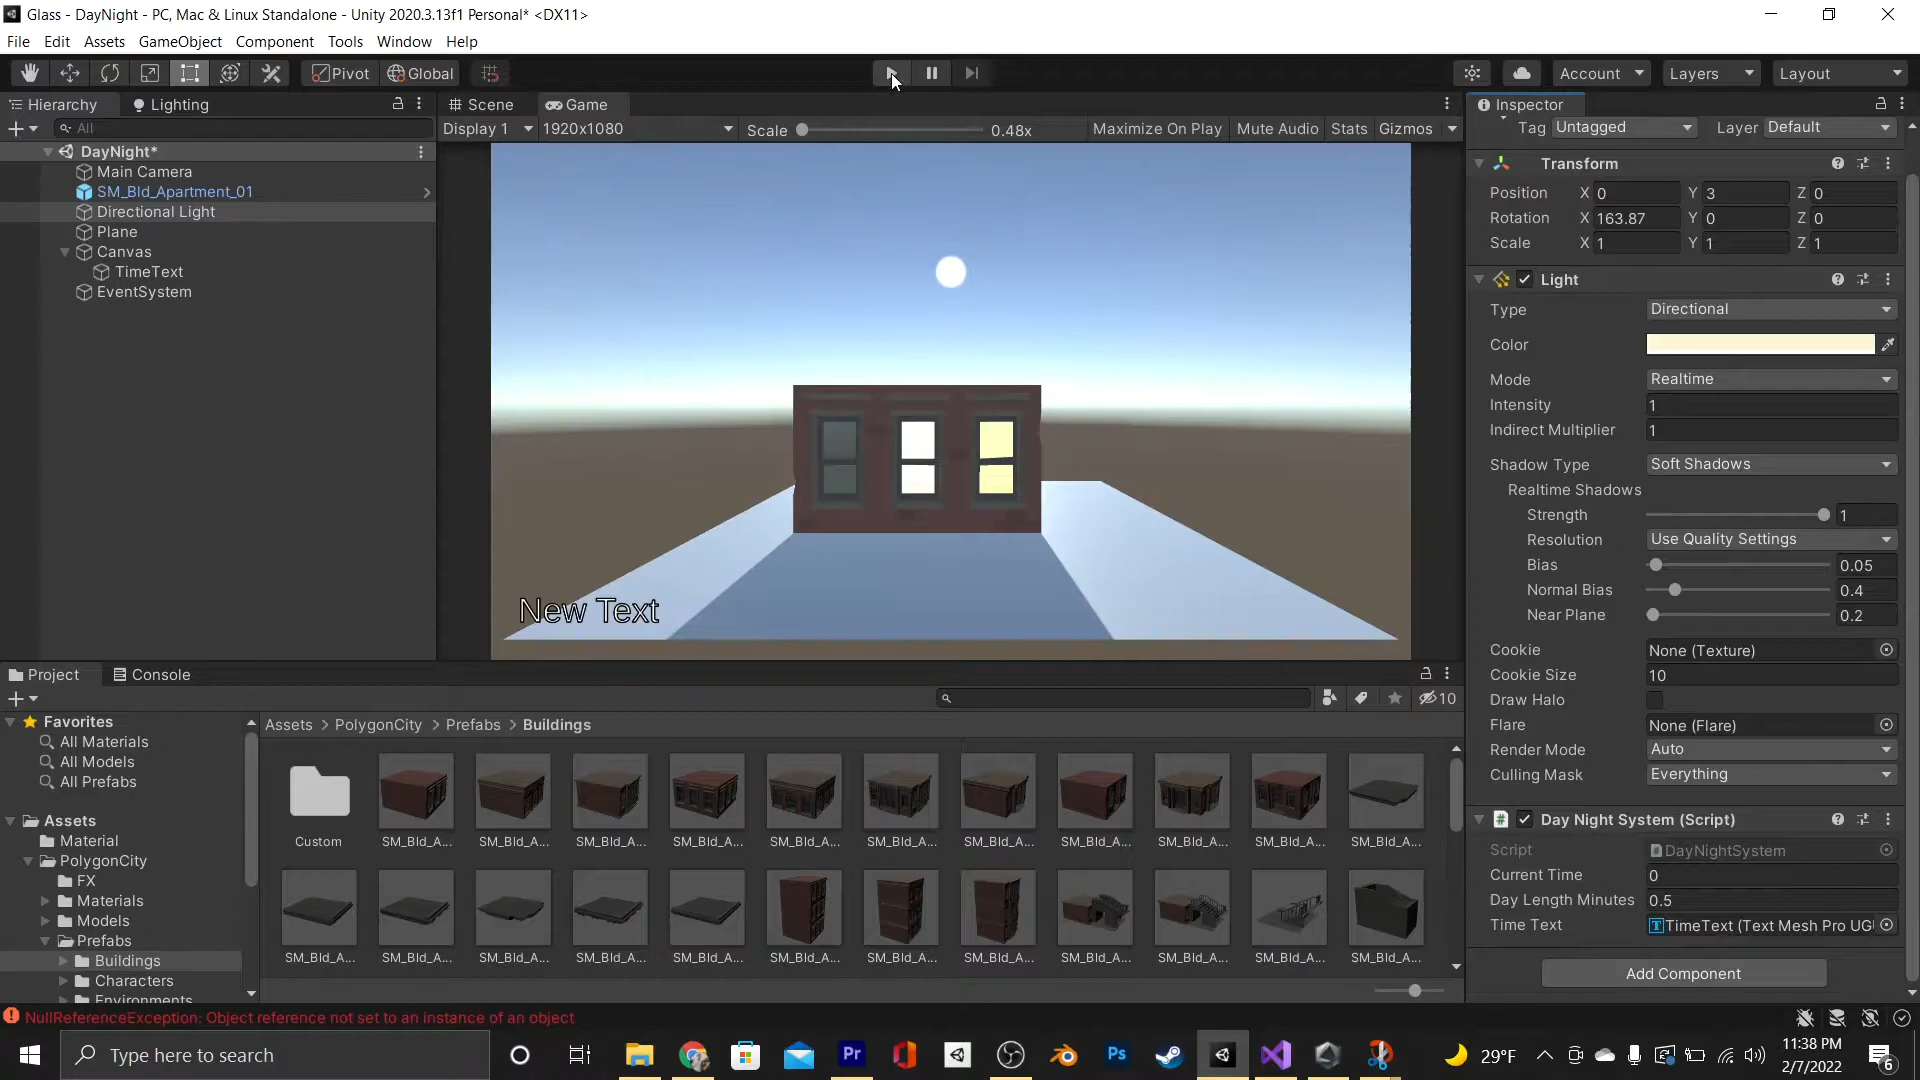 Glass - DayNight - PC, Mac & Linux Standalone - Unity 2020.3.13f1 Personal* <DX11>
File Edit Assets GameObject Component Tools Window Help
Pivot Global Account Layers Layout
Hierarchy Lighting
All
DayNight*
Main Camera
SM_Bld_Apartment_01
Directional Light
Plane
Canvas
TimeText
EventSystem
Scene Game
Display 1 1920x1080 Scale 0.48x Maximize On Play Mute Audio Stats Gizmos
New Text
Inspector
Tag Untagged Layer Default
Transform
Position X 0 Y 3 Z 0
Rotation X 163.87 Y 0 Z 0
Scale X 1 Y 1 Z 1
Light
Type Directional
Color
Mode Realtime
Intensity 1
Indirect Multiplier 1
Shadow Type Soft Shadows
Realtime Shadows
Strength 1
Resolution Use Quality Settings
Bias 0.05
Normal Bias 0.4
Near Plane 0.2
Cookie None (Texture)
Cookie Size 10
Draw Halo
Flare None (Flare)
Render Mode Auto
Culling Mask Everything
Day Night System (Script)
Script DayNightSystem
Current Time 0
Day Length Minutes 0.5
Time Text TimeText (Text Mesh Pro UG
Add Component
Project Console
10
Favorites
All Materials
All Models
All Prefabs
Assets
Material
PolygonCity
FX
Materials
Models
Prefabs
Buildings
Characters
Environments
Assets > PolygonCity > Prefabs > Buildings
Custom SM_Bld_A... SM_Bld_A... SM_Bld_A... SM_Bld_A... SM_Bld_A... SM_Bld_A... SM_Bld_A... SM_Bld_A... SM_Bld_A... SM_Bld_A... SM_Bld_A...
SM_Bld_A... SM_Bld_A... SM_Bld_A... SM_Bld_A... SM_Bld_A... SM_Bld_A... SM_Bld_A... SM_Bld_A... SM_Bld_A... SM_Bld_A... SM_Bld_A... SM_Bld_A...
NullReferenceException: Object reference not set to an instance of an object
Type here to search
Pr
Ps
29°F
11:38 PM
2/7/2022
6